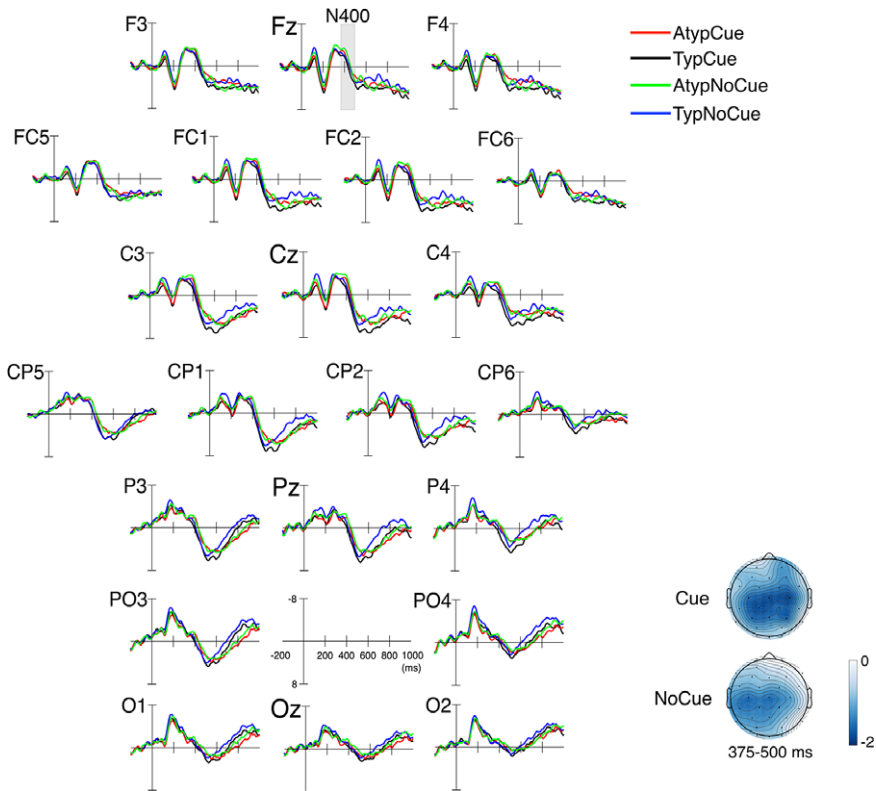 F3
Fz
N400
F4
AtypCue
TypCue
AtypNoCue
TypNoCue
FC5
FC1
FC2
FC6
C3
Cz
C4
CP5
CP1
CP2
CP6
P3
Pz
P4
PO3
-8
PO4
-200
200
400
600
800
1000
(ms)
8
Cue
NoCue
0
-2
375-500 ms
O1
Oz
O2